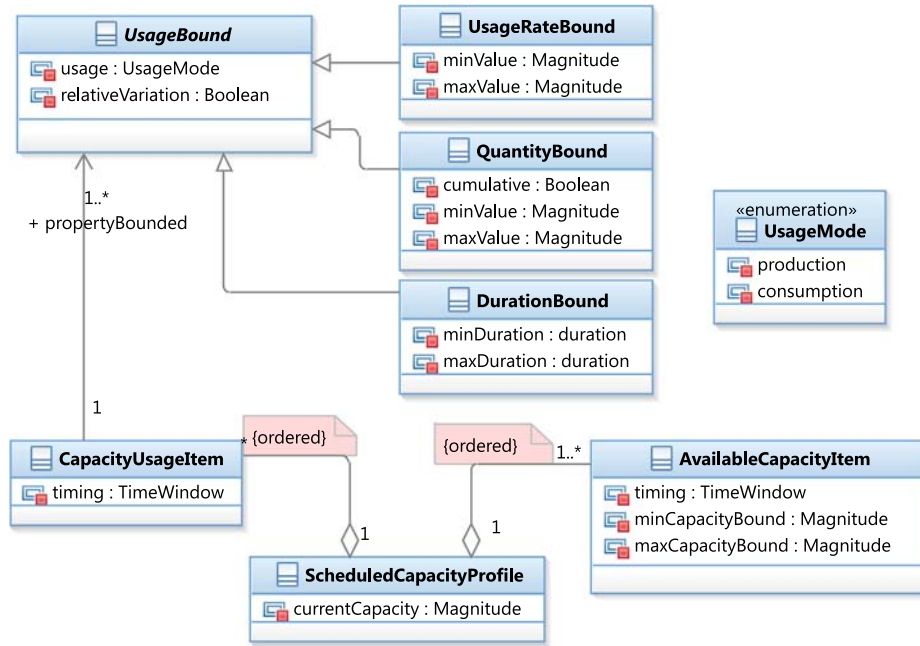 UsageBound
usage : UsageMode
relativeVariation : Boolean
UsageRateBound
minValue : Magnitude
maxValue : Magnitude
QuantityBound
cumulative : Boolean
minValue : Magnitude
maxValue : Magnitude
«enumeration»
UsageMode
production
consumption
1..*
+ propertyBounded
DurationBound
minDuration : duration
maxDuration : duration
1
{ordered}
*
{ordered}
1..*
CapacityUsageItem
timing : TimeWindow
AvailableCapacityItem
timing : TimeWindow
minCapacityBound : Magnitude
maxCapacityBound : Magnitude
1
1
ScheduledCapacityProfile
currentCapacity : Magnitude